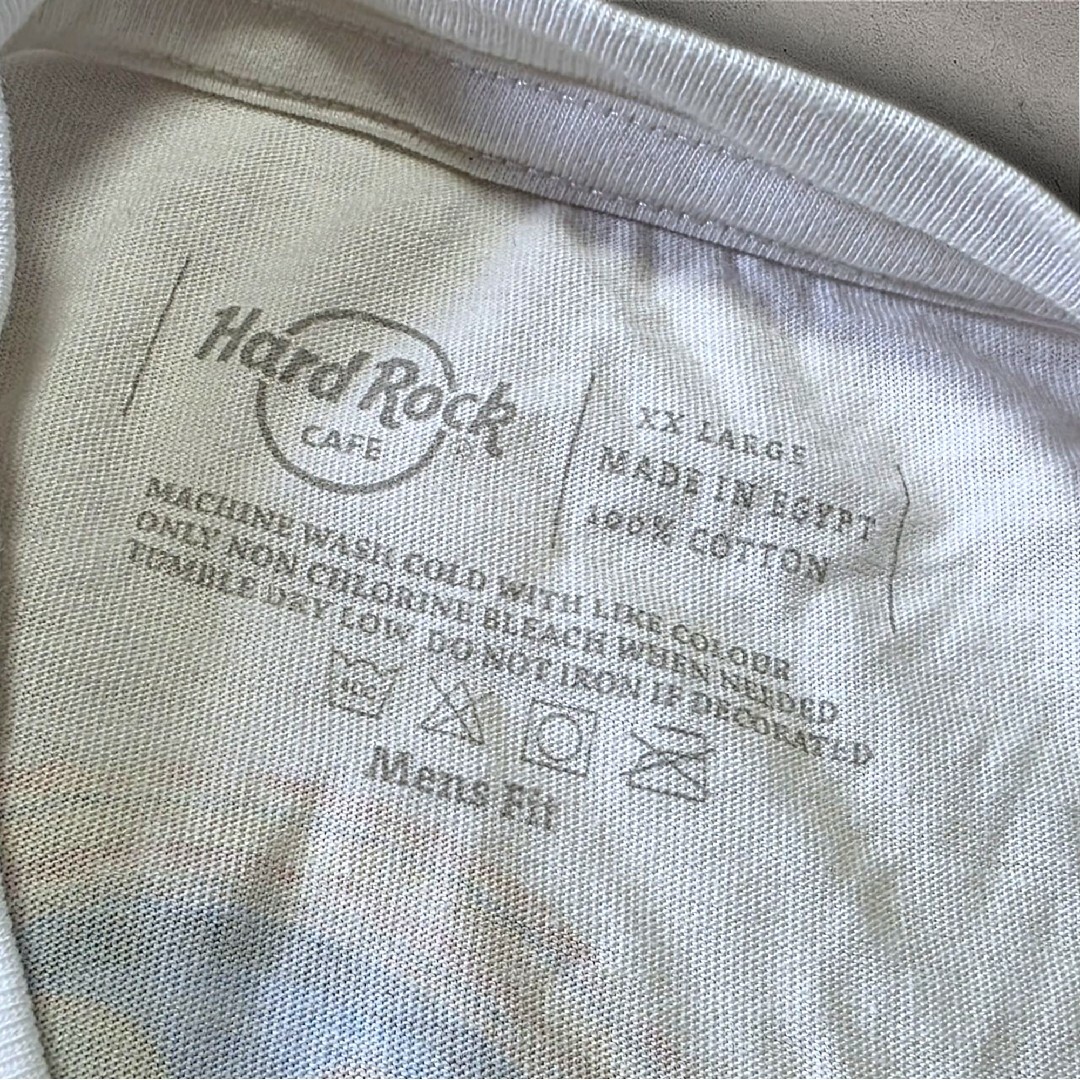 Hard Rock
CAFE
XX LARGE
MADE IN EGYPT
100% COTTON
MACHINE WASH COLD WITH LIKE COLOUR
ONLY NON CHLORINE BLEACH WHEN NEEDED
TUMBLE DRY LOW DO NOT IRON IF DECORATED
Mens Fit